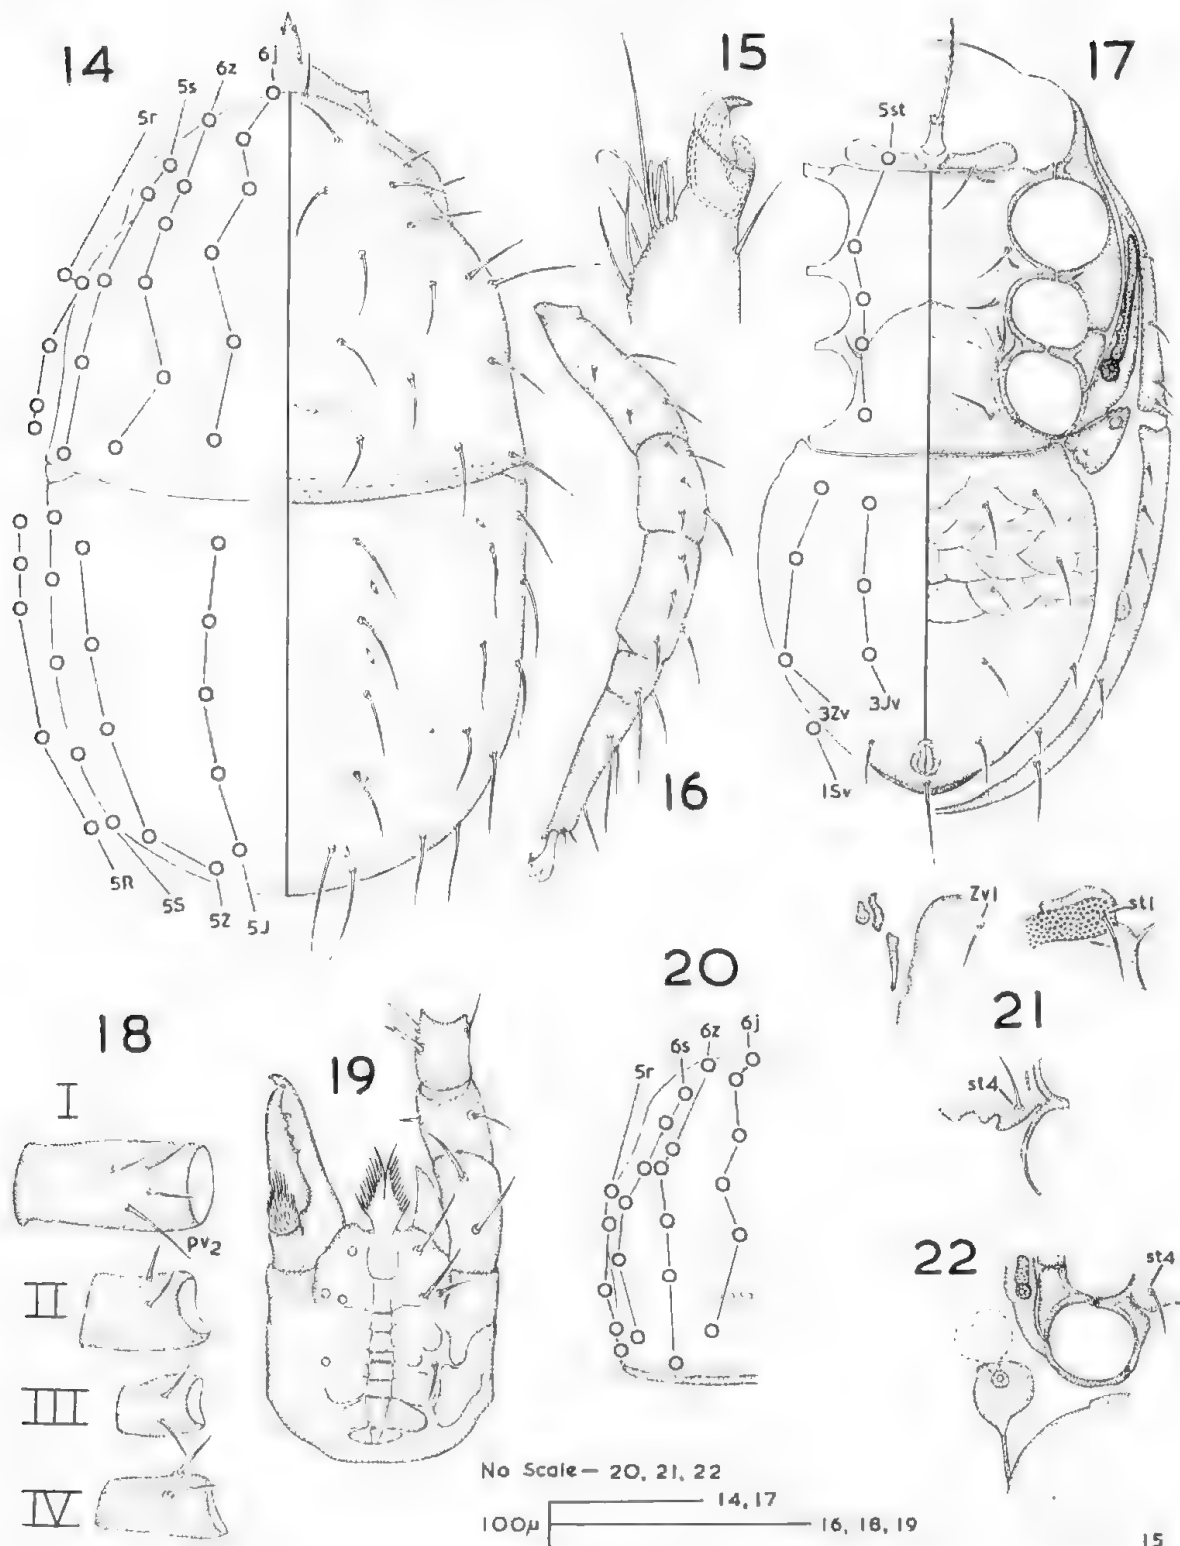 14
5r
5s
6z
6j
15
17
5st
16
3Zv
3Jv
1Sv
5R
5S
5Z
5J
Zv1
st1
18
19
20
21
I
pv2
II
III
IV
5r
6s
6z
6j
st4
22
st4
No Scale — 20, 21, 22
14, 17
100μ
16, 18, 19
15